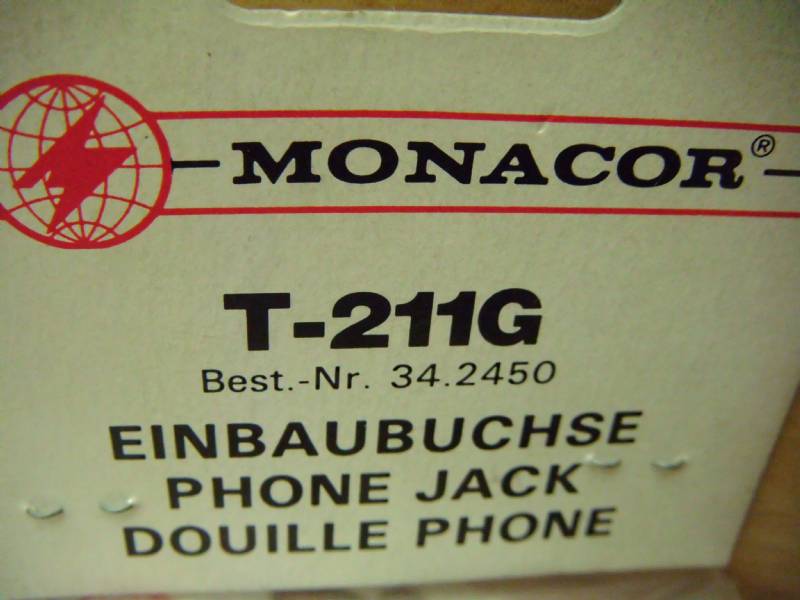 MONACOR®
T-211G
Best.-Nr. 34.2450
EINBAUBUCHSE
PHONE JACK
DOUILLE PHONE